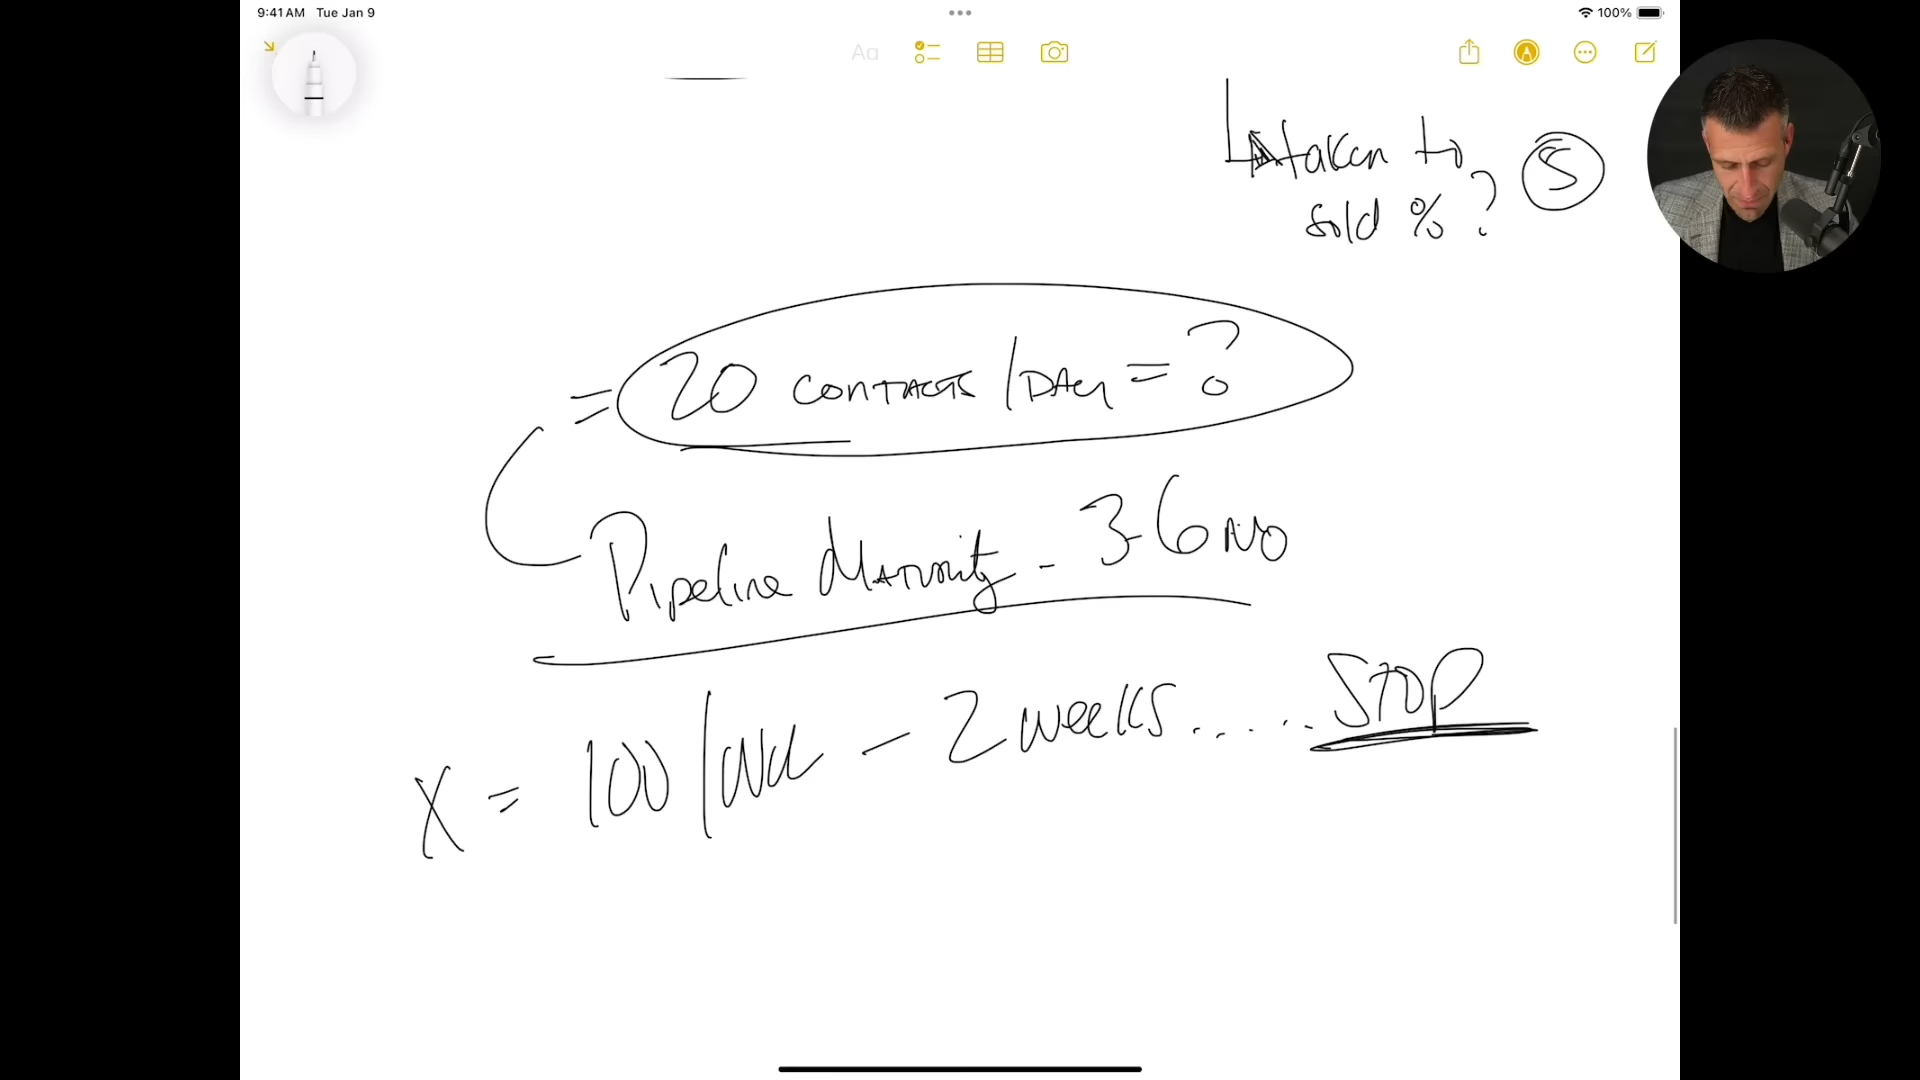 9:41 AM Tue Jan 9
100%
Aa
taken to
sold % ? 5
= 20 CONTACTS / DAY = ?
Pipeline Maturity - 3-6 MO
X = 100 / wk - 2 weeks...... STOP